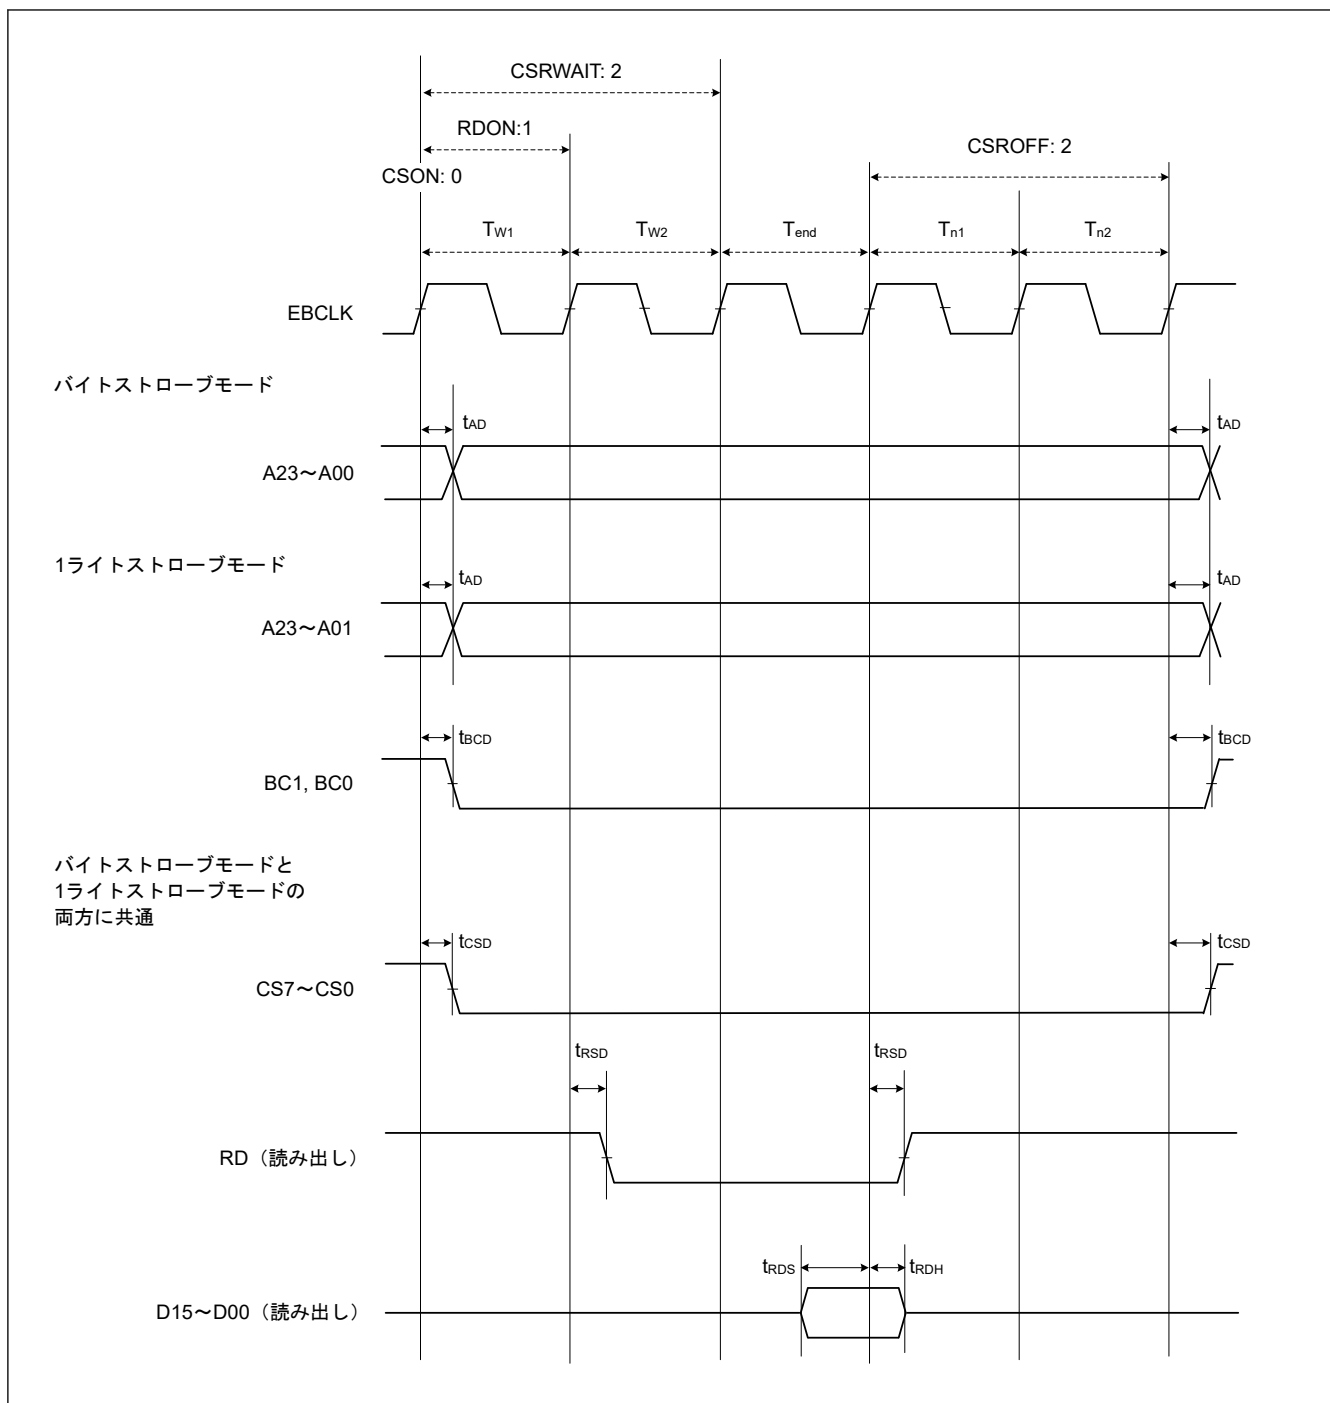 CSRWAIT: 2
RDON:1
CSROFF: 2
CSON: 0
TW1 TW2 Tend Tn1 Tn2
EBCLK
バイトストローブモード
tAD tAD
A23～A00
1ライトストローブモード
tAD tAD
A23～A01
tBCD tBCD
BC1, BC0
バイトストローブモードと
1ライトストローブモードの
両方に共通
tCSD tCSD
CS7～CS0
tRSD tRSD
RD（読み出し）
tRDS tRDH
D15～D00（読み出し）